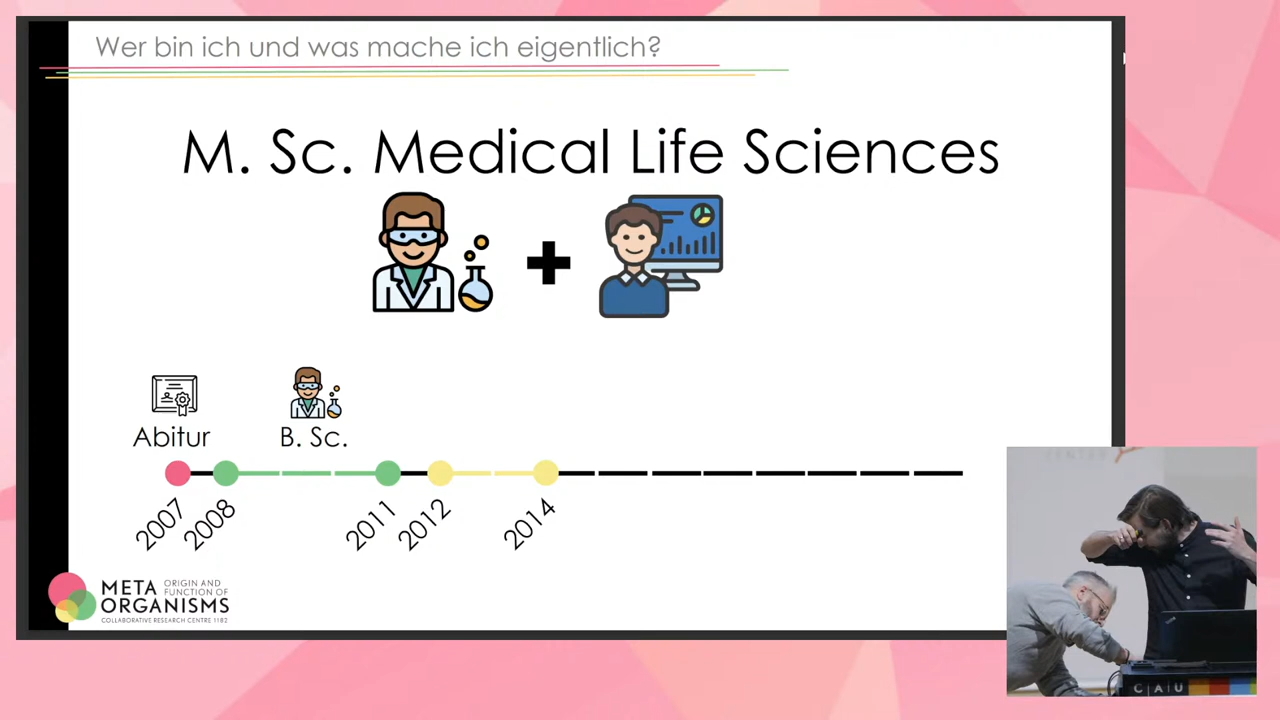 Wer bin ich und was mache ich eigentlich?
M. Sc. Medical Life Sciences
Abitur
B. Sc.
2007
2008
2011
2012
2014
META
ORGANISMS
ORIGIN AND
FUNCTION OF
COLLABORATIVE RESEARCH CENTRE 1182
C|A|U